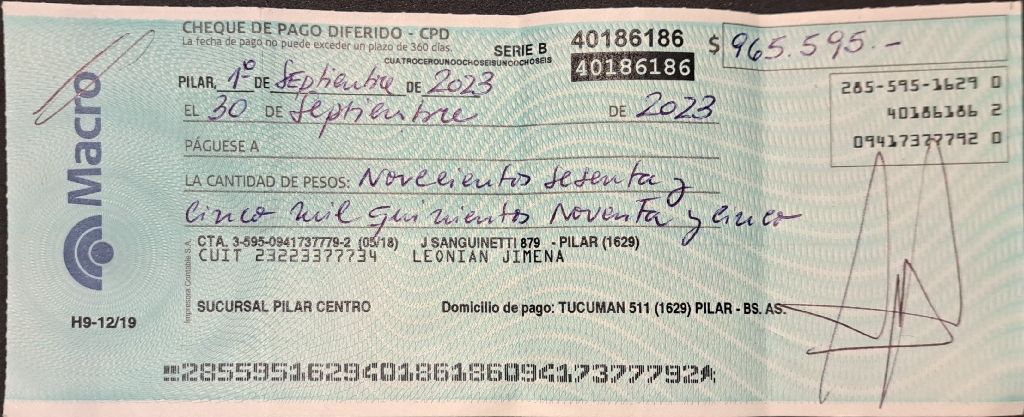 CHEQUE DE PAGO DIFERIDO - CPD
La fecha de pago no puede exceder un plazo de 360 días.
SERIE B
CUATROCEROUNOOCHOSEISUNOOCHOSEIS
40186186
40186186
$ 965.595.-
PILAR, 1° DE Septiembre DE 2023
EL 30 DE Septiembre DE 2023
285-595-1629 0
40186186 2
09417377792 0
PÁGUESE A
LA CANTIDAD DE PESOS: Novecientos sesenta y
cinco mil quinientos noventa y cinco
CTA. 3-595-0941737779-2 (05/18) J SANGUINETTI 879 - PILAR (1629)
CUIT 23223377734 LEONIAN JIMENA
SUCURSAL PILAR CENTRO Domicilio de pago: TUCUMAN 511 (1629) PILAR - BS. AS.
Macro
H9-12/19
Impresora Contable S.A.
285595162940186186094173777792